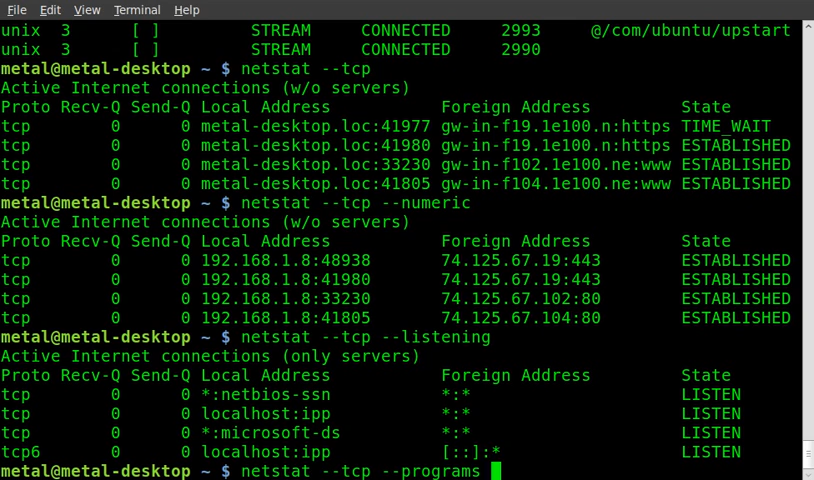 File Edit View Terminal Help
unix 3 [ ] STREAM CONNECTED 2993 @/com/ubuntu/upstart
unix 3 [ ] STREAM CONNECTED 2990
metal@metal-desktop ~ $ netstat --tcp
Active Internet connections (w/o servers)
Proto Recv-Q Send-Q Local Address Foreign Address State
tcp 0 0 metal-desktop.loc:41977 gw-in-f19.1e100.n:https TIME_WAIT
tcp 0 0 metal-desktop.loc:41980 gw-in-f19.1e100.n:https ESTABLISHED
tcp 0 0 metal-desktop.loc:33230 gw-in-f102.1e100.ne:www ESTABLISHED
tcp 0 0 metal-desktop.loc:41805 gw-in-f104.1e100.ne:www ESTABLISHED
metal@metal-desktop ~ $ netstat --tcp --numeric
Active Internet connections (w/o servers)
Proto Recv-Q Send-Q Local Address Foreign Address State
tcp 0 0 192.168.1.8:48938 74.125.67.19:443 ESTABLISHED
tcp 0 0 192.168.1.8:41980 74.125.67.19:443 ESTABLISHED
tcp 0 0 192.168.1.8:33230 74.125.67.102:80 ESTABLISHED
tcp 0 0 192.168.1.8:41805 74.125.67.104:80 ESTABLISHED
metal@metal-desktop ~ $ netstat --tcp --listening
Active Internet connections (only servers)
Proto Recv-Q Send-Q Local Address Foreign Address State
tcp 0 0 *:netbios-ssn *:* LISTEN
tcp 0 0 localhost:ipp *:* LISTEN
tcp 0 0 *:microsoft-ds *:* LISTEN
tcp6 0 0 localhost:ipp [::]:* LISTEN
metal@metal-desktop ~ $ netstat --tcp --programs